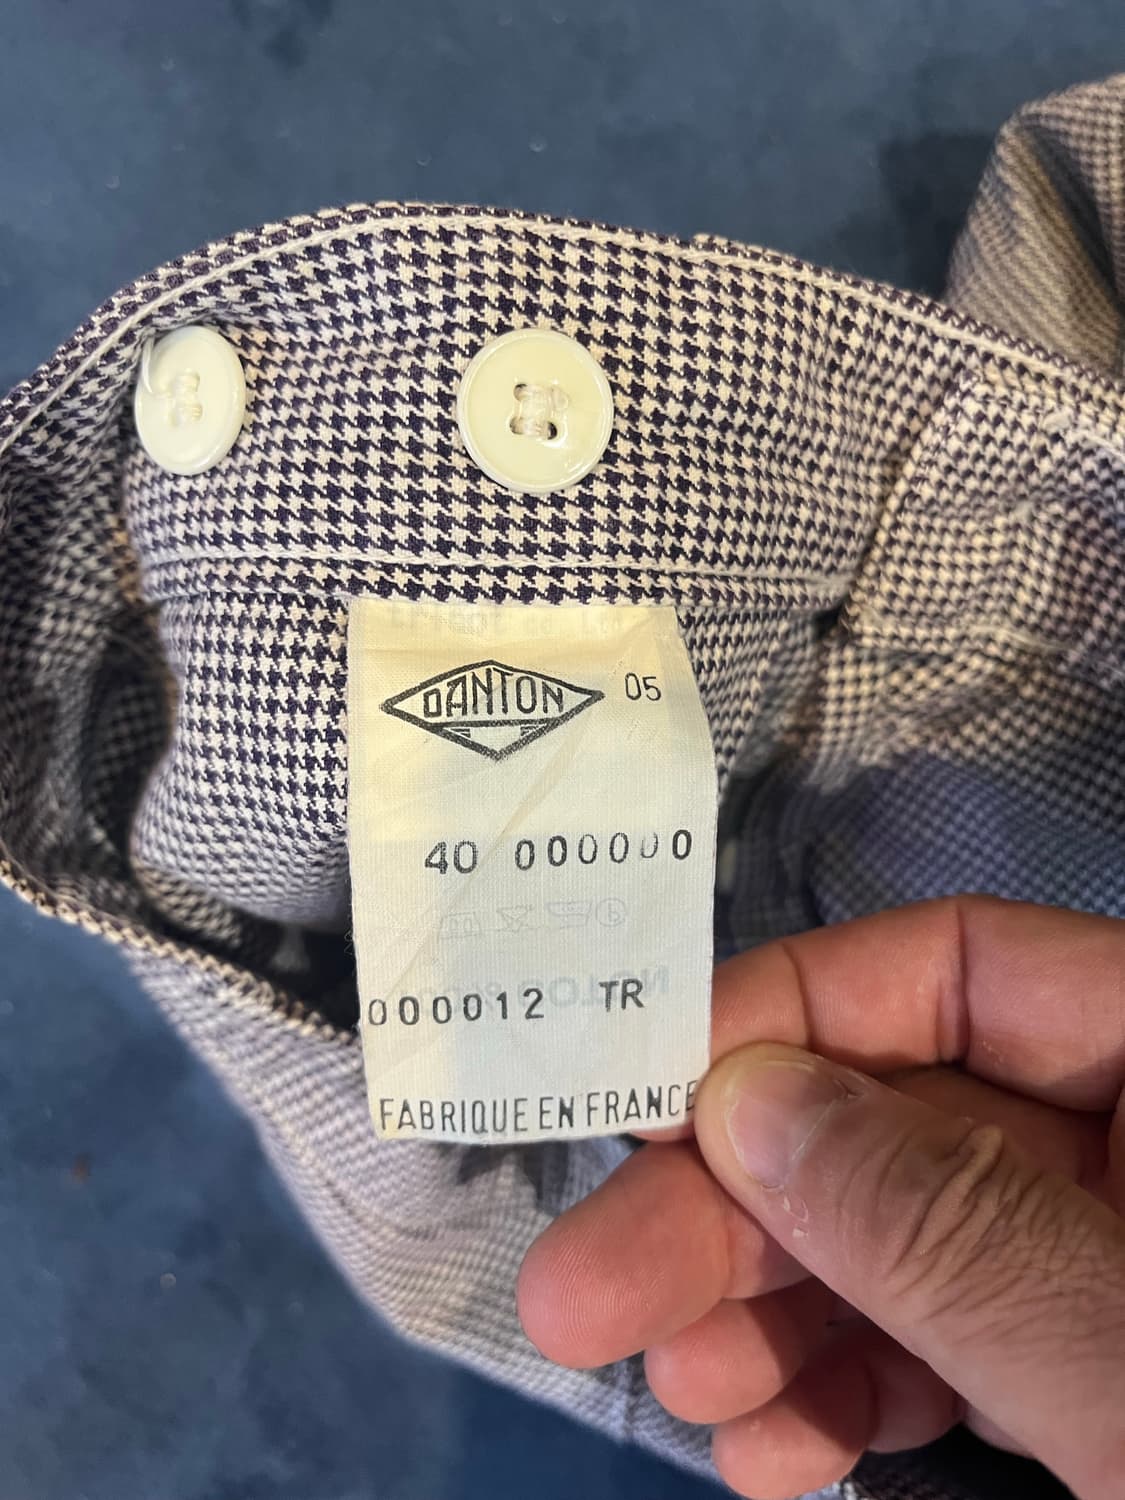 DANTON 05
40 000000
P
000012 TR
FABRIQUE EN FRANCE